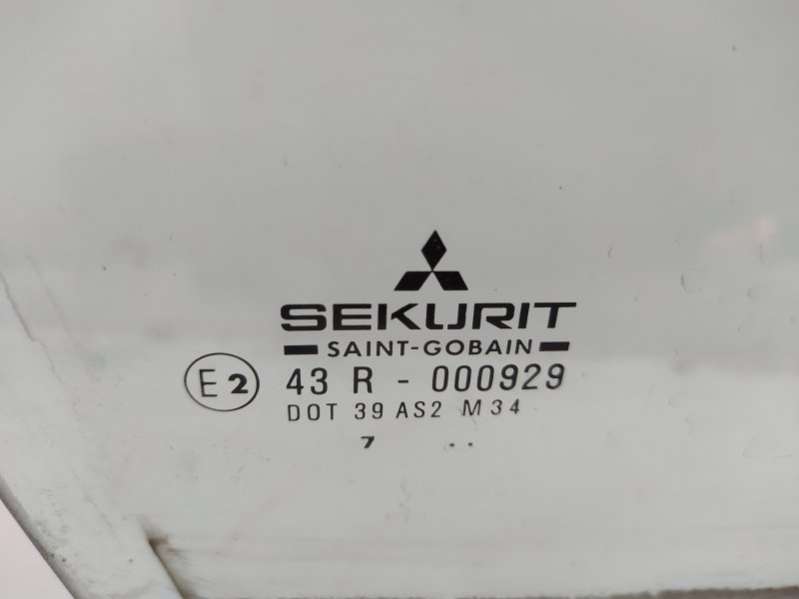 SEKURIT
SAINT-GOBAIN
E2 43 R - 000929
DOT 39 AS2 M34
7 ..